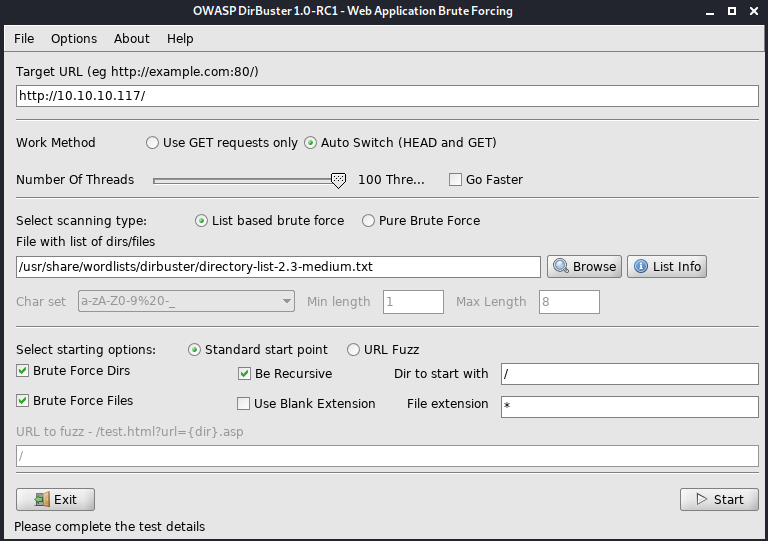 OWASP DirBuster 1.0-RC1 - Web Application Brute Forcing
File Options About Help
Target URL (eg http://example.com:80/)
http://10.10.10.117/
Work Method Use GET requests only Auto Switch (HEAD and GET)
Number Of Threads 100 Thre... Go Faster
Select scanning type: List based brute force Pure Brute Force
File with list of dirs/files
/usr/share/wordlists/dirbuster/directory-list-2.3-medium.txt Browse List Info
Char set a-zA-Z0-9%20-_ Min length 1 Max Length 8
Select starting options: Standard start point URL Fuzz
Brute Force Dirs Be Recursive Dir to start with /
Brute Force Files Use Blank Extension File extension *
URL to fuzz - /test.html?url={dir}.asp
/
Exit Start
Please complete the test details